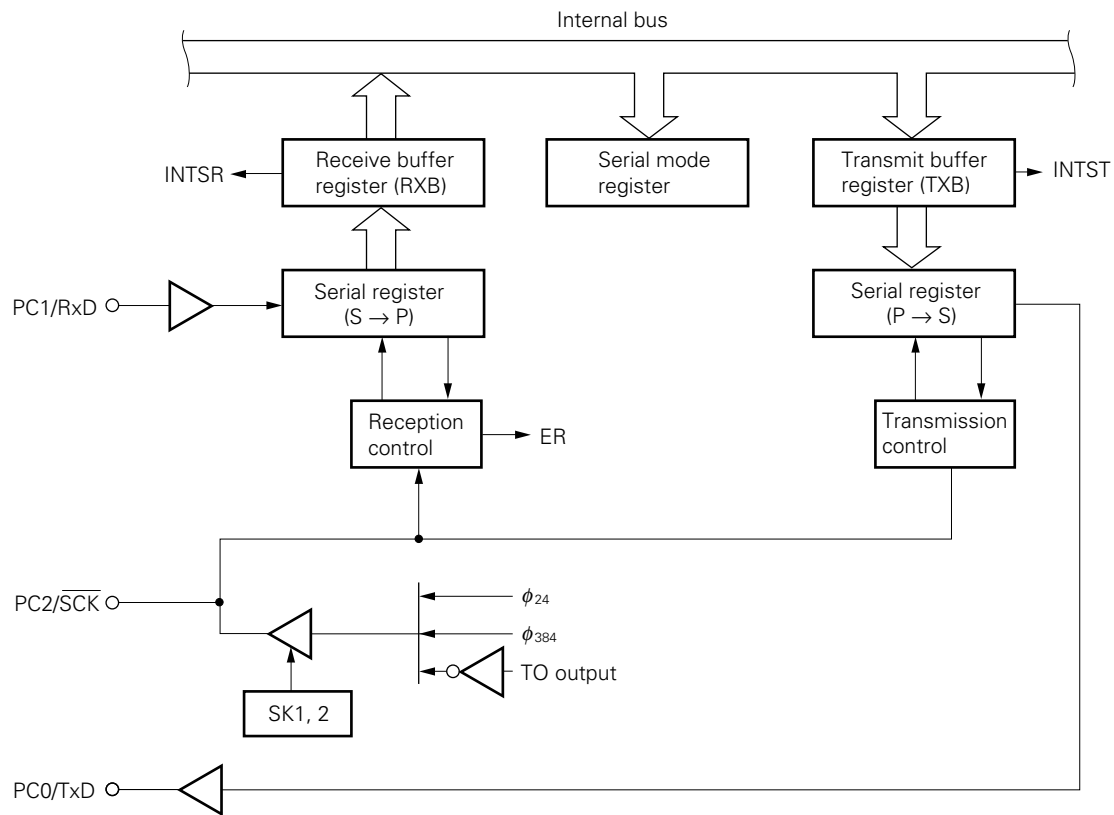 Internal bus
Receive buffer
register (RXB)
Serial mode
register
Transmit buffer
register (TXB)
INTSR
INTST
PC1/RxD
Serial register
(S → P)
Serial register
(P → S)
Reception
control
ER
Transmission
control
PC2/S̅C̅K̅
ϕ24
ϕ384
TO output
SK1, 2
PC0/TxD